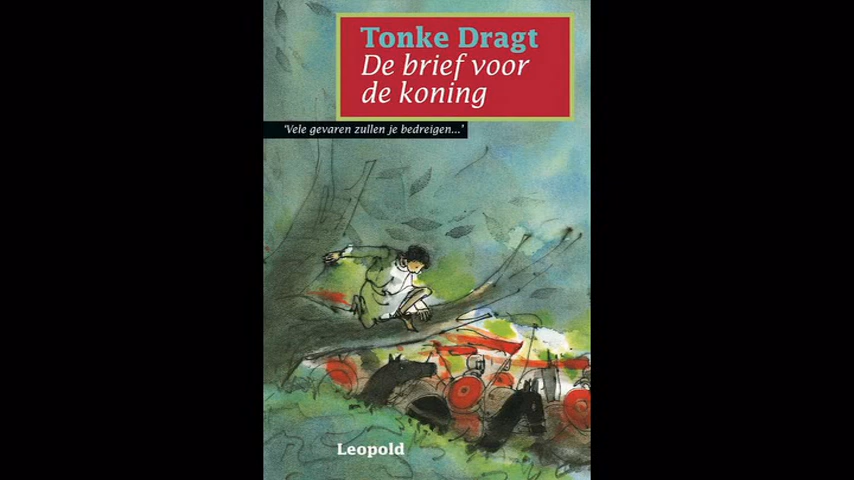 Tonke Dragt
De brief voor
de koning
'Vele gevaren zullen je bedreigen...'
Leopold